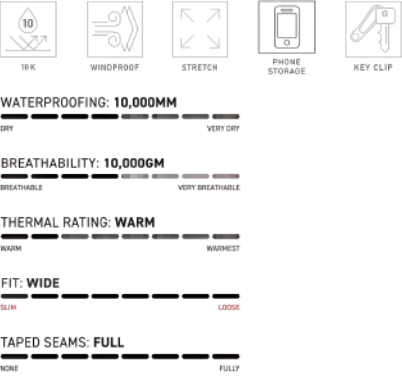 10
10K
WINDPROOF
STRETCH
PHONE
STORAGE
KEY CLIP
WATERPROOFING: 10,000MM
DRY VERY DRY
BREATHABILITY: 10,000GM
BREATHABLE VERY BREATHABLE
THERMAL RATING: WARM
WARM WARMEST
FIT: WIDE
SLIM LOOSE
TAPED SEAMS: FULL
NONE FULLY